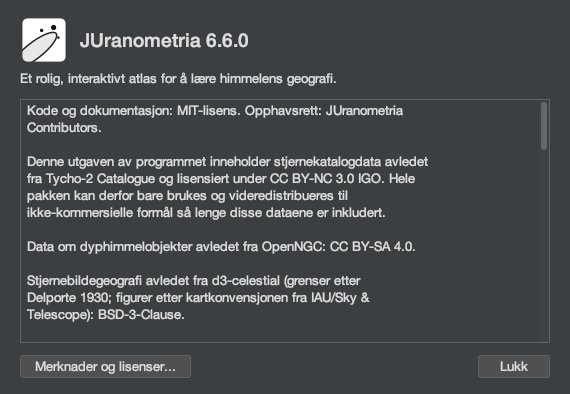 JUranometria 6.6.0
Et rolig, interaktivt atlas for å lære himmelens geografi.
Kode og dokumentasjon: MIT-lisens. Opphavsrett: JUranometria
Contributors.
Denne utgaven av programmet inneholder stjernekatalogdata avledet
fra Tycho-2 Catalogue og lisensiert under CC BY-NC 3.0 IGO. Hele
pakken kan derfor bare brukes og videredistribueres til
ikke-kommersielle formål så lenge disse dataene er inkludert.
Data om dyphimmelobjekter avledet fra OpenNGC: CC BY-SA 4.0.
Stjernebildegeografi avledet fra d3-celestial (grenser etter
Delporte 1930; figurer etter kartkonvensjonen fra IAU/Sky &
Telescope): BSD-3-Clause.
Merknader og lisenser...
Lukk